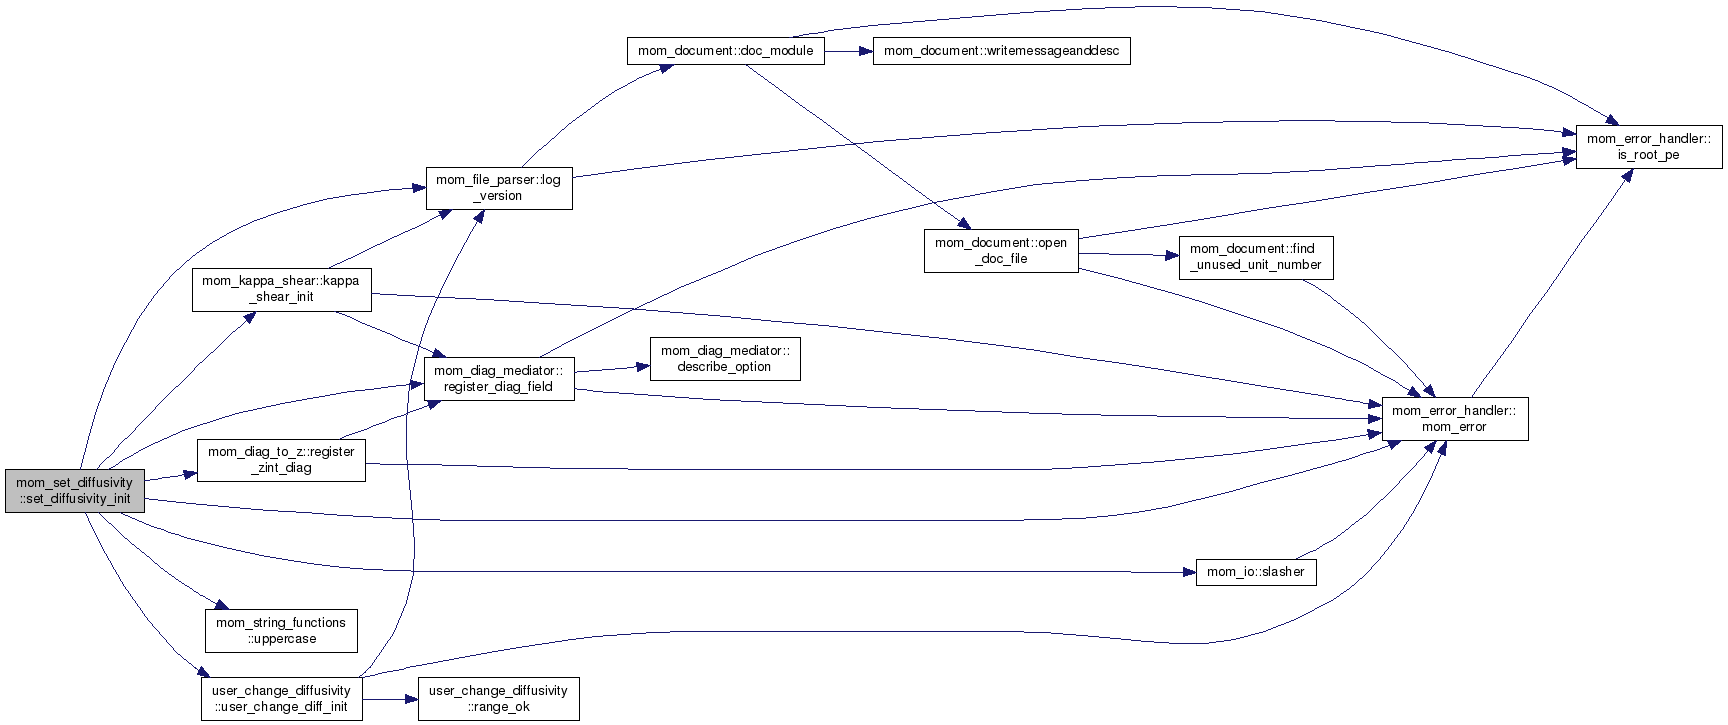 mom_document::doc_module
mom_document::writemessageanddesc
mom_error_handler::
is_root_pe
mom_file_parser::log
_version
mom_document::open
_doc_file
mom_document::find
_unused_unit_number
mom_kappa_shear::kappa
_shear_init
mom_diag_mediator::
register_diag_field
mom_diag_mediator::
describe_option
mom_error_handler::
mom_error
mom_diag_to_z::register
_zint_diag
mom_set_diffusivity
::set_diffusivity_init
mom_io::slasher
mom_string_functions
::uppercase
user_change_diffusivity
::user_change_diff_init
user_change_diffusivity
::range_ok